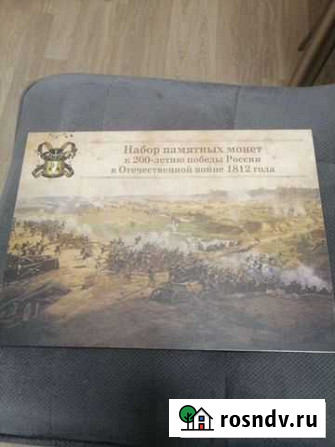 Набор памятных монет
к 200-летию победы России
в Отечественной войне 1812 года
rosndv.ru